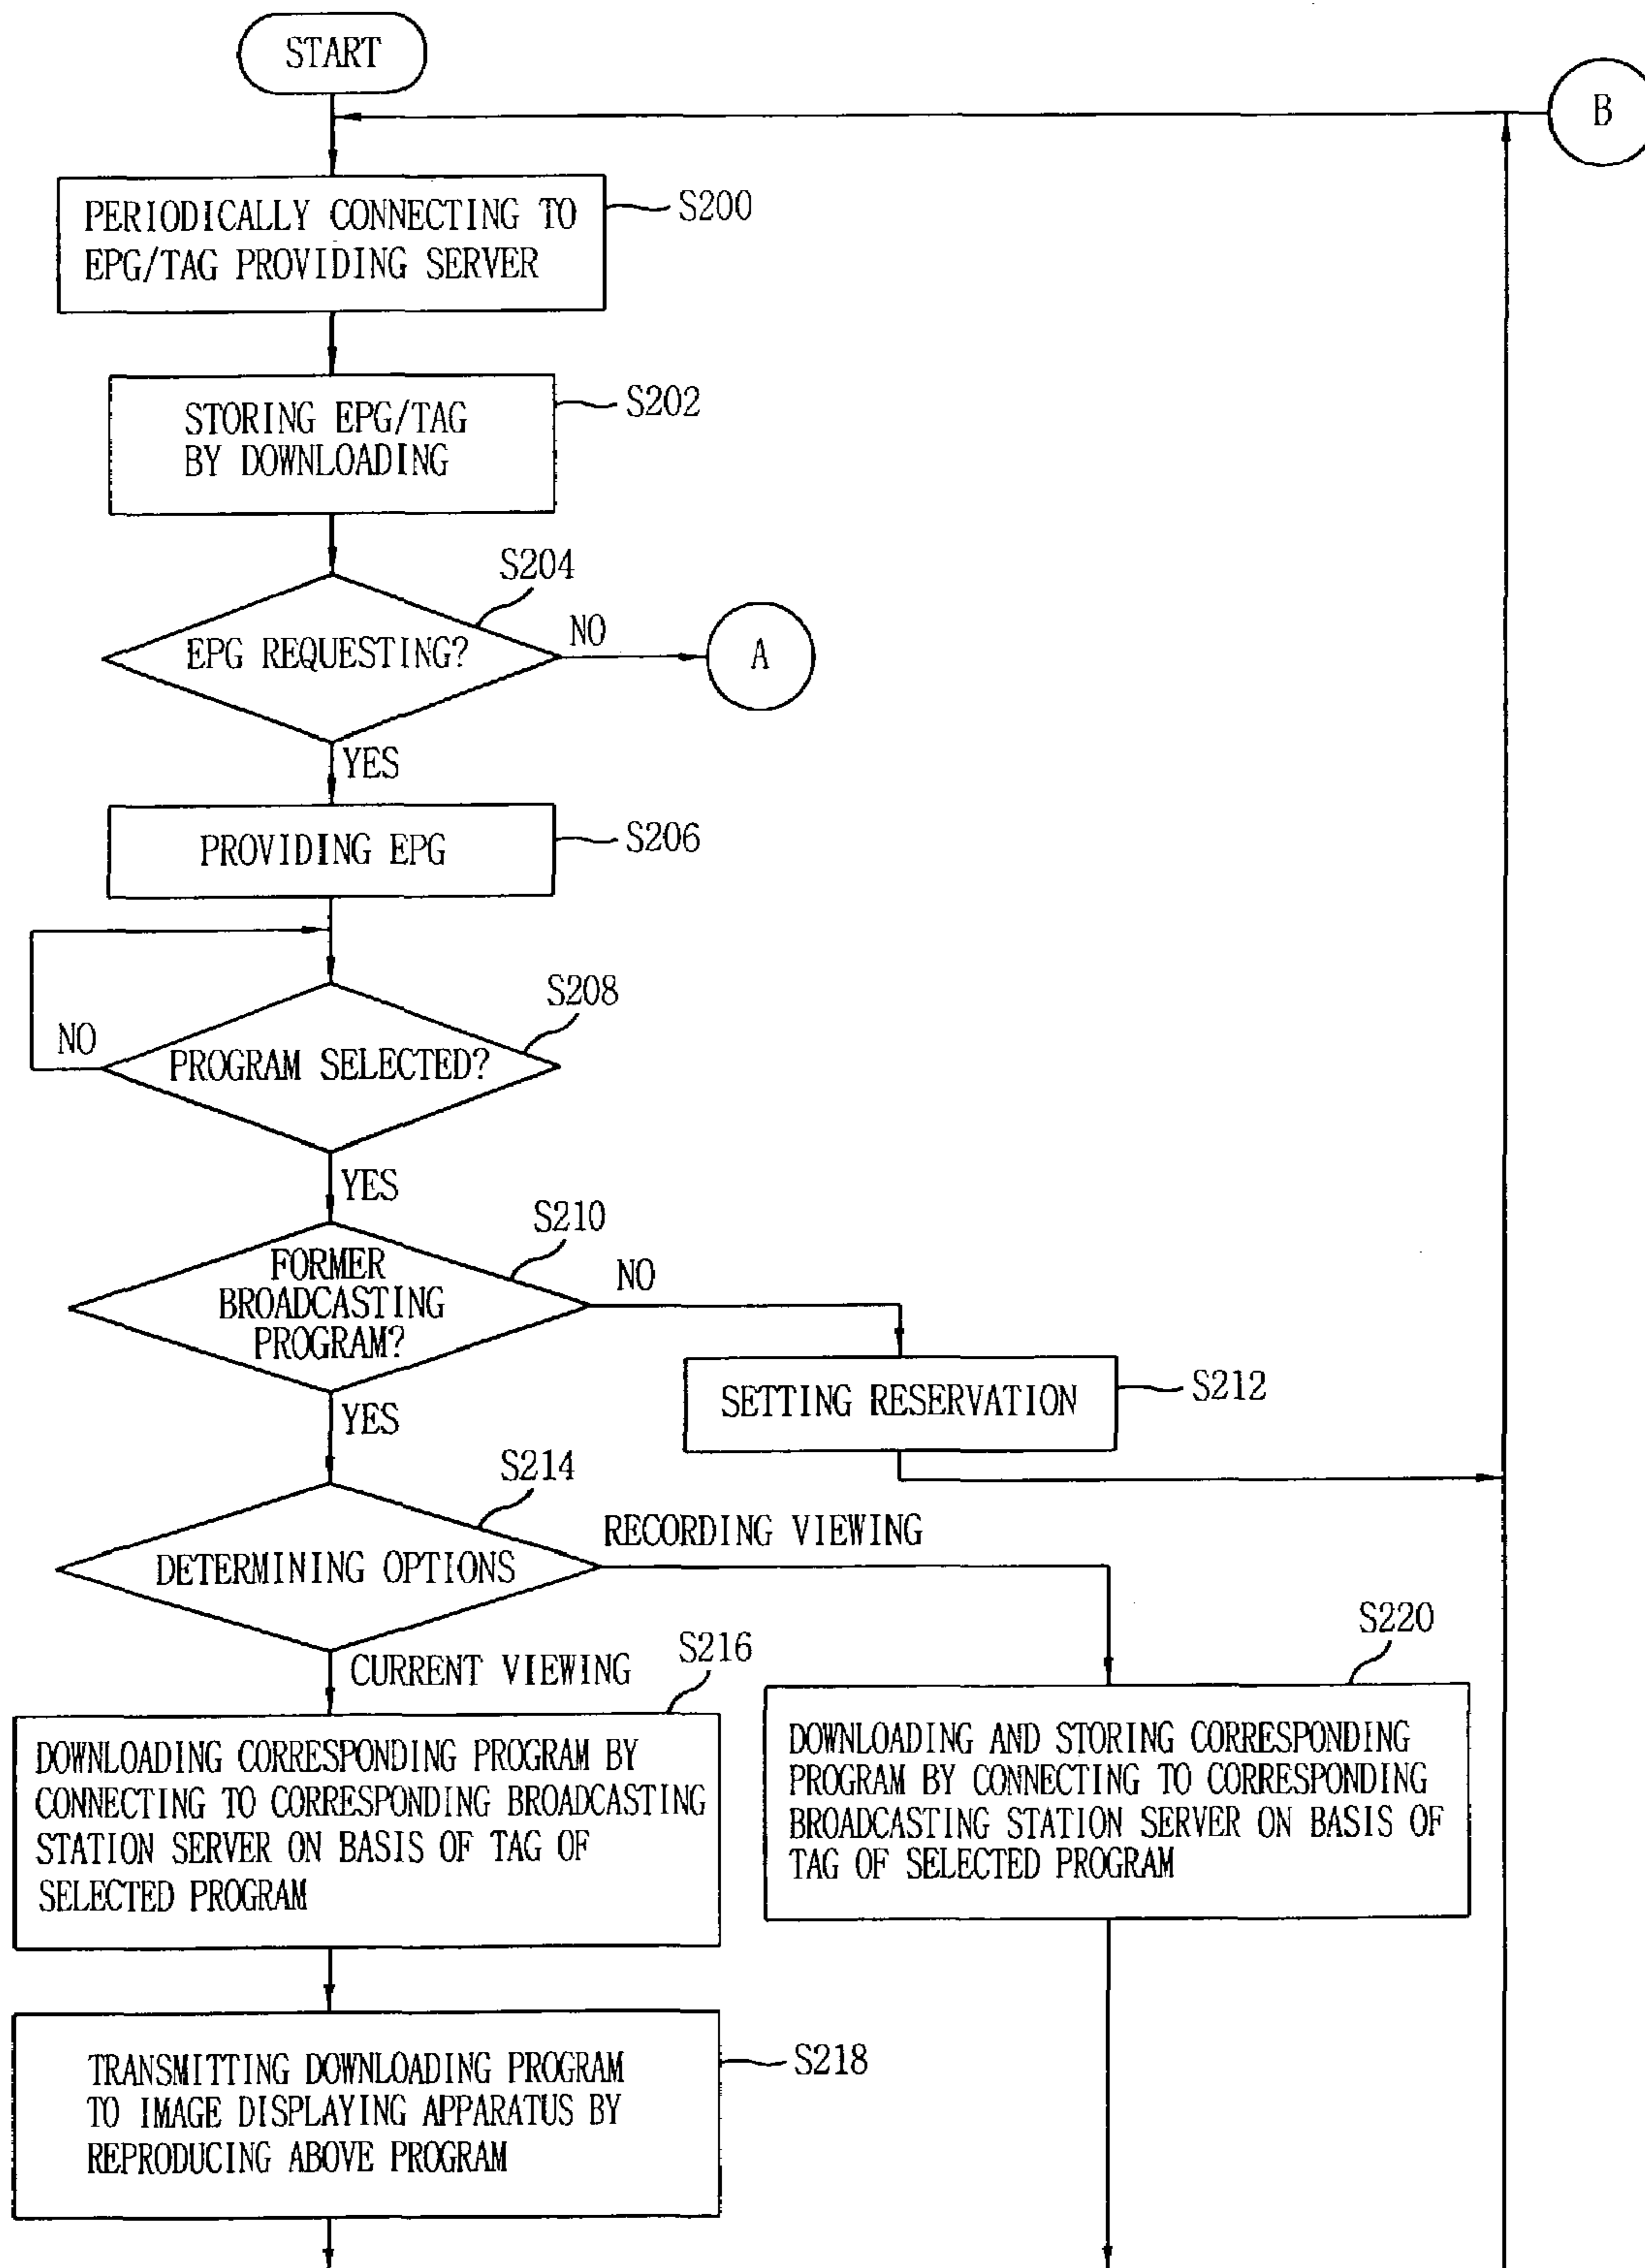 START
B
PERIODICALLY CONNECTING TO
EPG/TAG PROVIDING SERVER
S200
STORING EPG/TAG
BY DOWNLOADING
S202
S204
EPG REQUESTING?
NO
A
YES
PROVIDING EPG
S206
S208
NO
PROGRAM SELECTED?
YES
S210
FORMER
BROADCASTING
PROGRAM?
NO
SETTING RESERVATION
S212
YES
S214
DETERMINING OPTIONS
RECORDING VIEWING
CURRENT VIEWING
S216
DOWNLOADING CORRESPONDING PROGRAM BY
CONNECTING TO CORRESPONDING BROADCASTING
STATION SERVER ON BASIS OF TAG OF
SELECTED PROGRAM
S220
DOWNLOADING AND STORING CORRESPONDING
PROGRAM BY CONNECTING TO CORRESPONDING
BROADCASTING STATION SERVER ON BASIS OF
TAG OF SELECTED PROGRAM
TRANSMITTING DOWNLOADING PROGRAM
TO IMAGE DISPLAYING APPARATUS BY
REPRODUCING ABOVE PROGRAM
S218